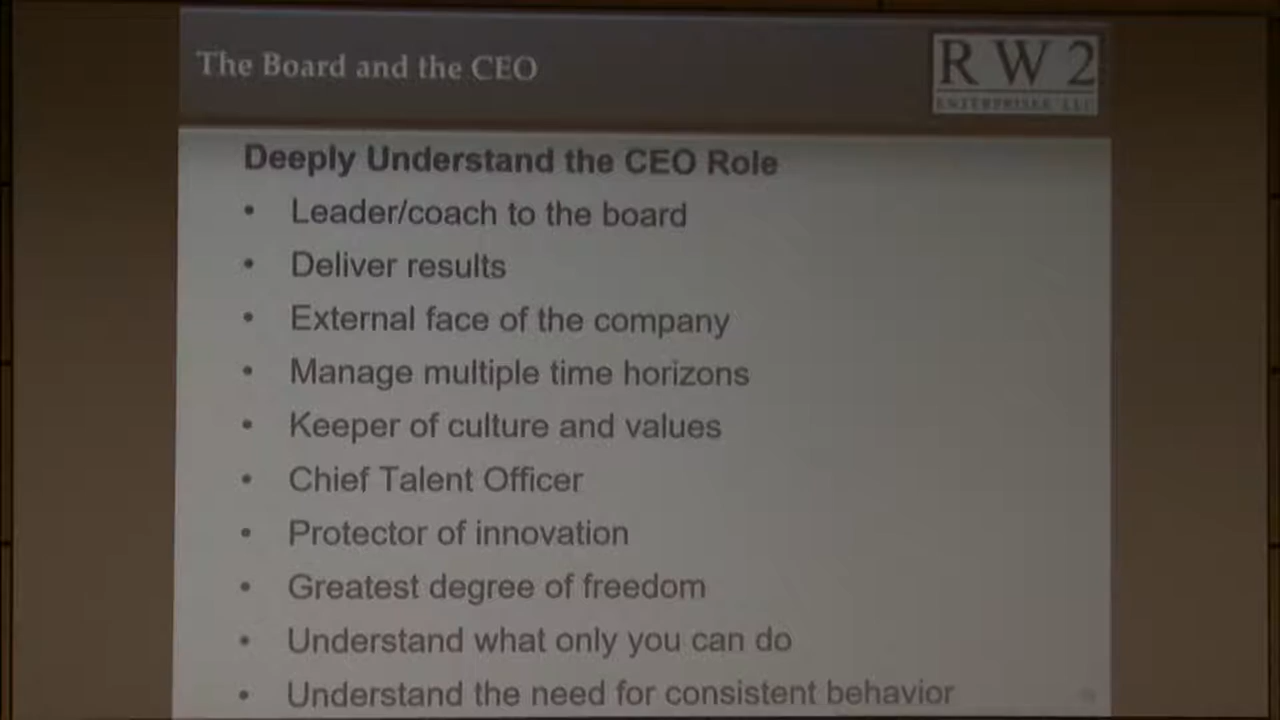 The Board and the CEO
RW2
ENTERPRISES LLC
Deeply Understand the CEO Role
• Leader/coach to the board
• Deliver results
• External face of the company
• Manage multiple time horizons
• Keeper of culture and values
• Chief Talent Officer
• Protector of innovation
• Greatest degree of freedom
• Understand what only you can do
• Understand the need for consistent behavior